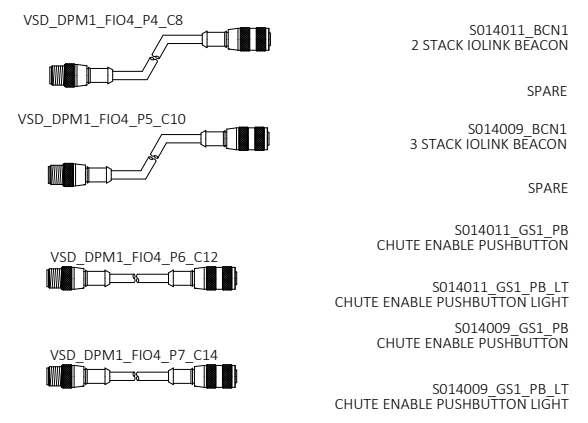 VSD_DPM1_FIO4_P4_C8
S014011_BCN1
2 STACK IOLINK BEACON
SPARE
VSD_DPM1_FIO4_P5_C10
S014009_BCN1
3 STACK IOLINK BEACON
SPARE
S014011_GS1_PB
CHUTE ENABLE PUSHBUTTON
VSD_DPM1_FIO4_P6_C12
S014011_GS1_PB_LT
CHUTE ENABLE PUSHBUTTON LIGHT
S014009_GS1_PB
CHUTE ENABLE PUSHBUTTON
VSD_DPM1_FIO4_P7_C14
S014009_GS1_PB_LT
CHUTE ENABLE PUSHBUTTON LIGHT